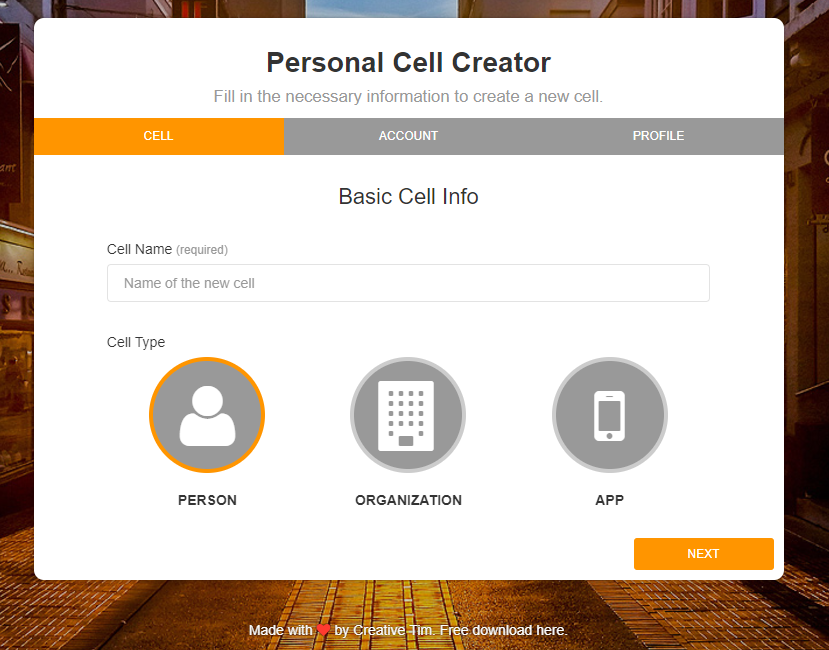 Personal Cell Creator
Fill in the necessary information to create a new cell.
CELL ACCOUNT PROFILE
Basic Cell Info
Cell Name (required)
Name of the new cell
Cell Type
PERSON ORGANIZATION APP
NEXT
Made with ❤ by Creative Tim. Free download here.